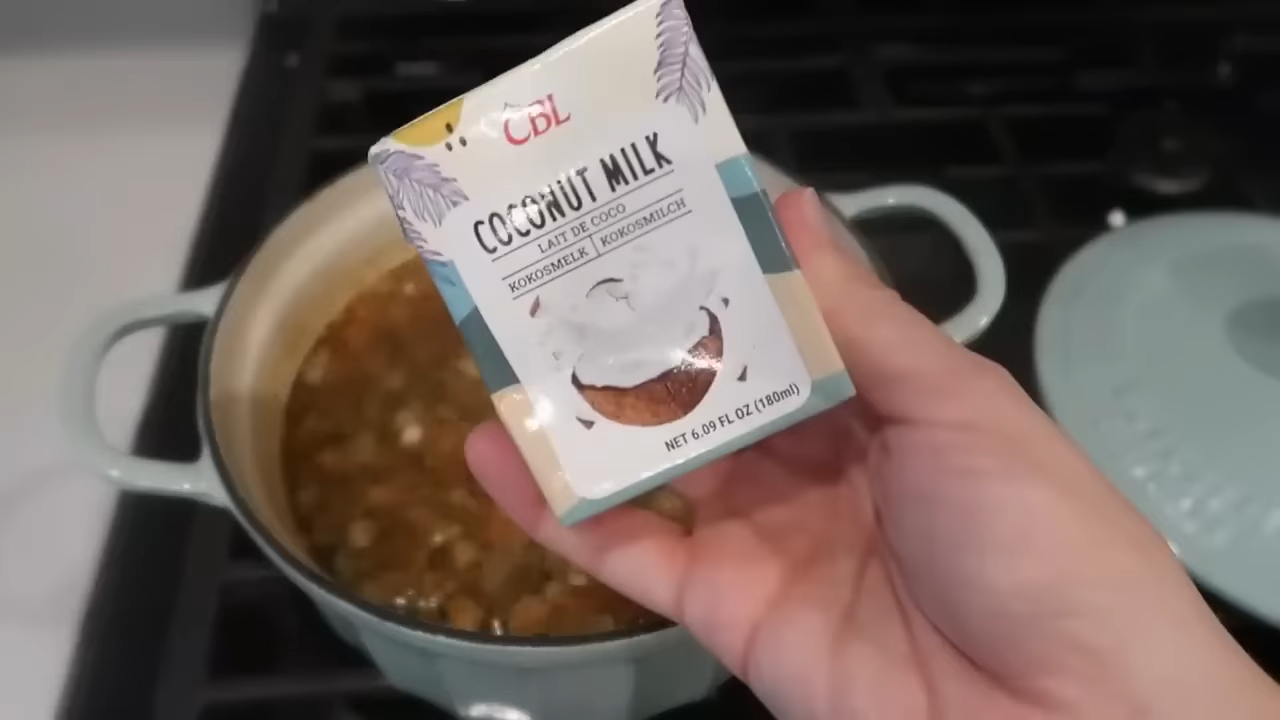 CBL
COCONUT MILK
LAIT DE COCO
KOKOSMELK | KOKOSMILCH
NET 6.09 FL OZ (180ml)